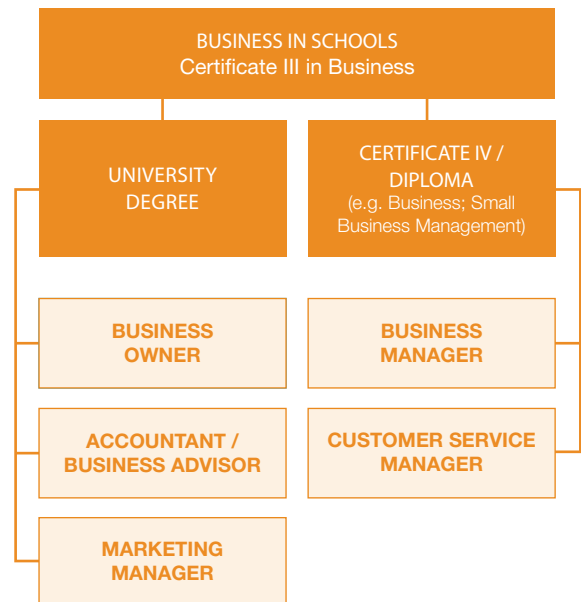 BUSINESS IN SCHOOLS
Certificate III in Business
UNIVERSITY
DEGREE
CERTIFICATE IV /
DIPLOMA
(e.g. Business; Small
Business Management)
BUSINESS
OWNER
BUSINESS
MANAGER
ACCOUNTANT /
BUSINESS ADVISOR
CUSTOMER SERVICE
MANAGER
MARKETING
MANAGER